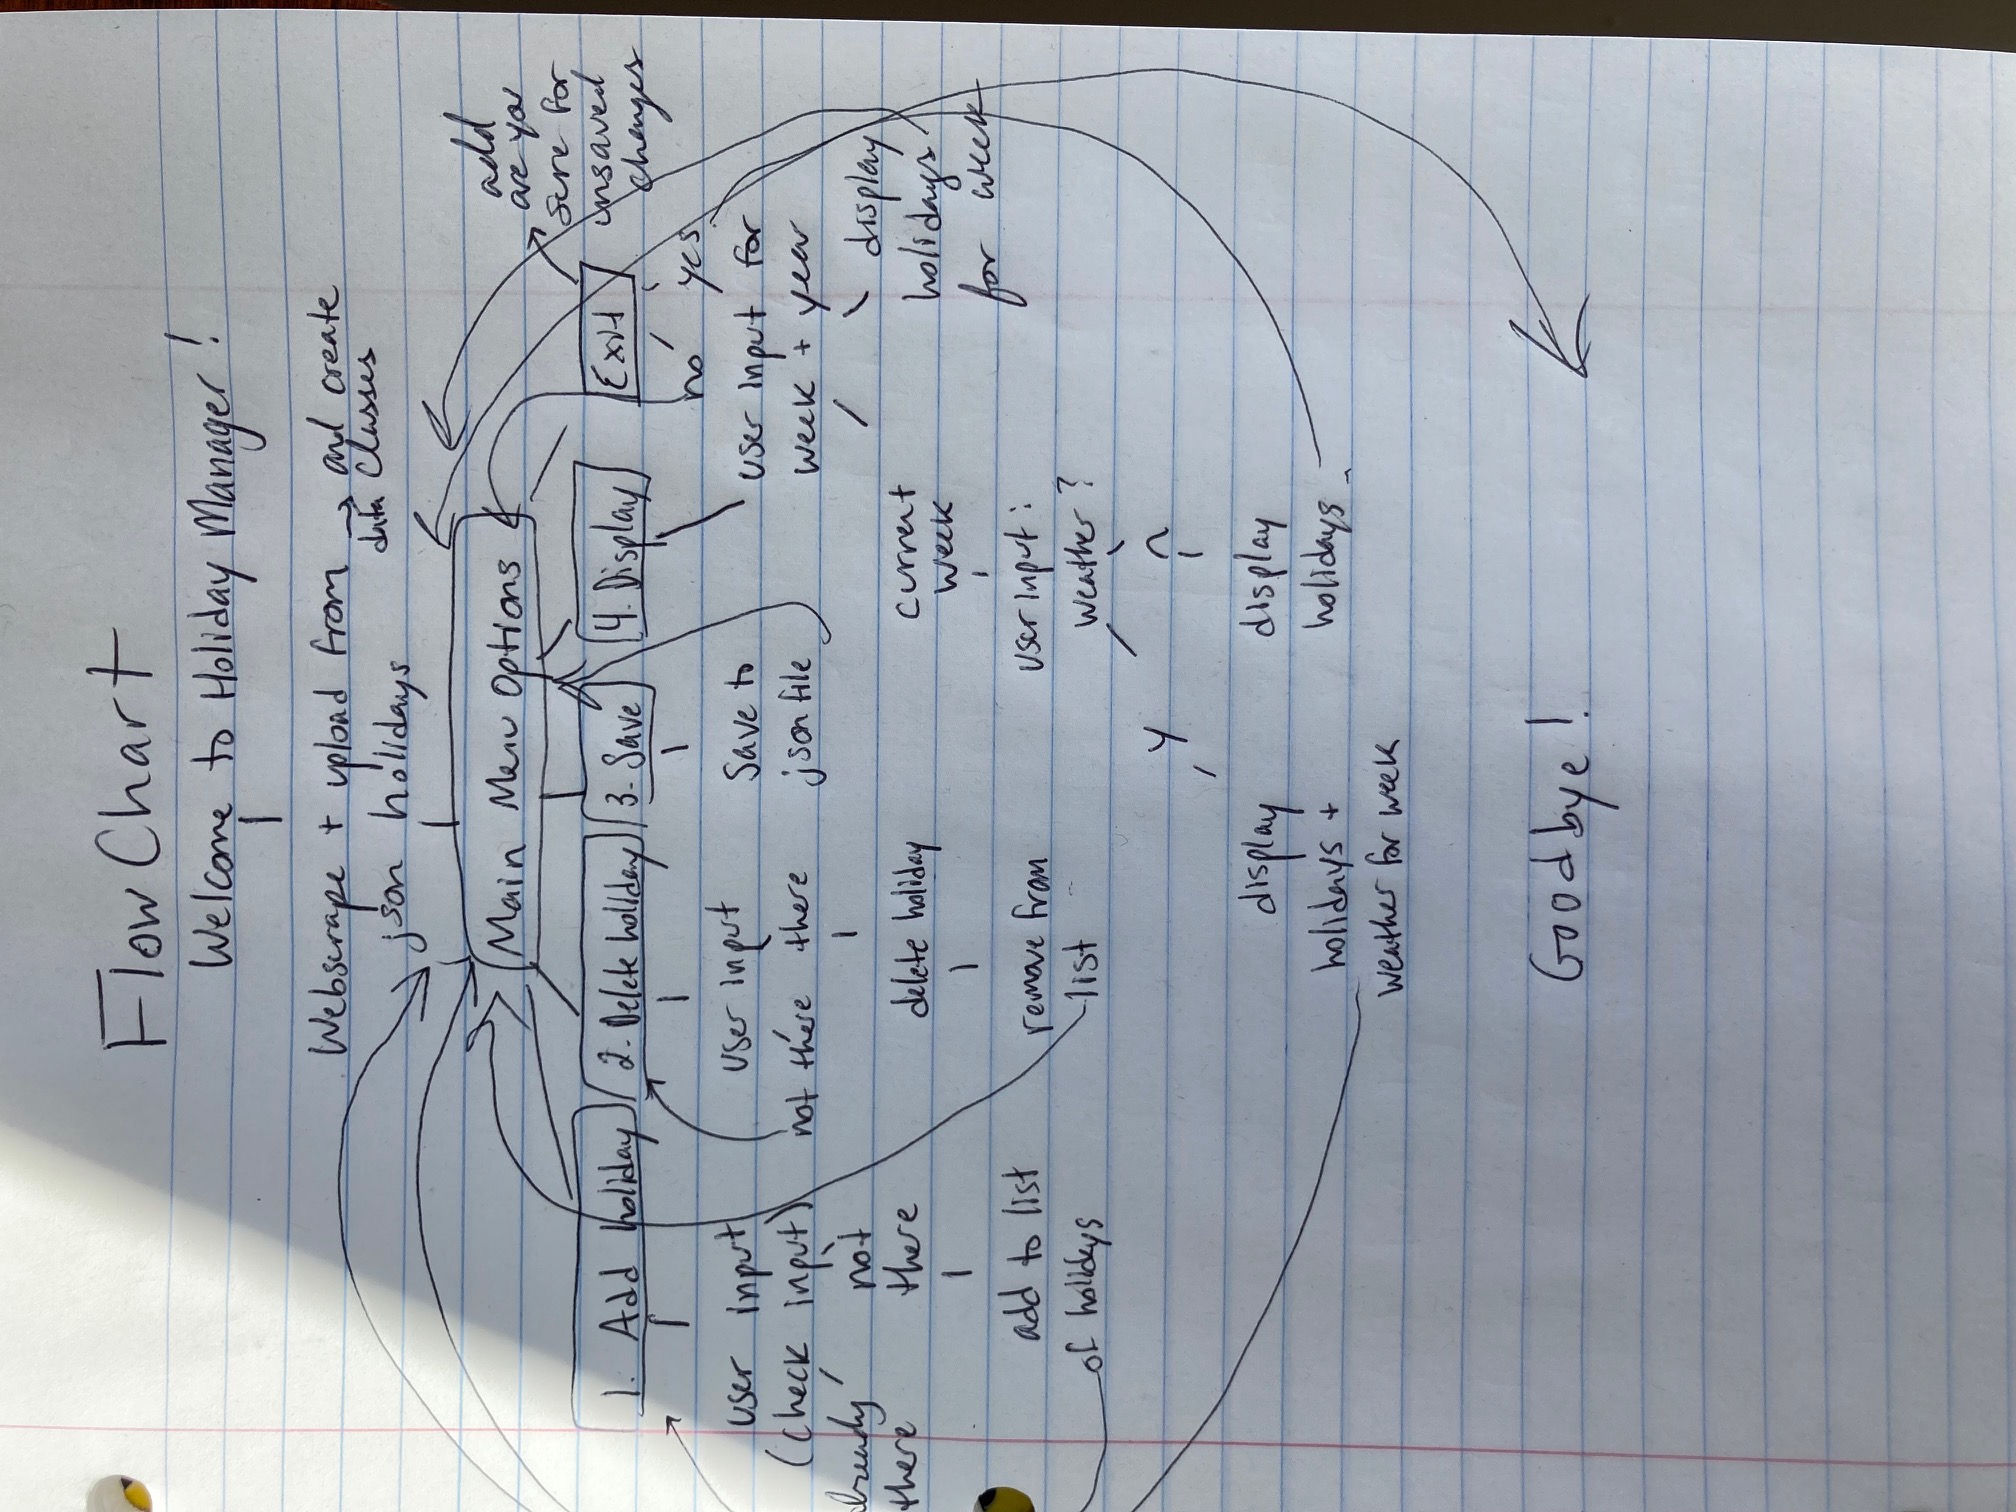 Flow Chart
Welcome to Holiday Manager!
Webscrape + upload from → and create
json holidays data classes
Main Menu Options
add
are you
sure for
unsaved
changes
1. Add holiday
2. Delete holiday
3. Save
4. Display
Exit
no yes
user input
(check input)
already
there
not
there
add to list
of holidays
user input
not there there
delete holiday
remove from
list
Save to
json file
user input for
week + year
current
week
display
holidays
for week
user input:
weather?
y n
display
holidays +
weather for week
display
holidays
Goodbye!